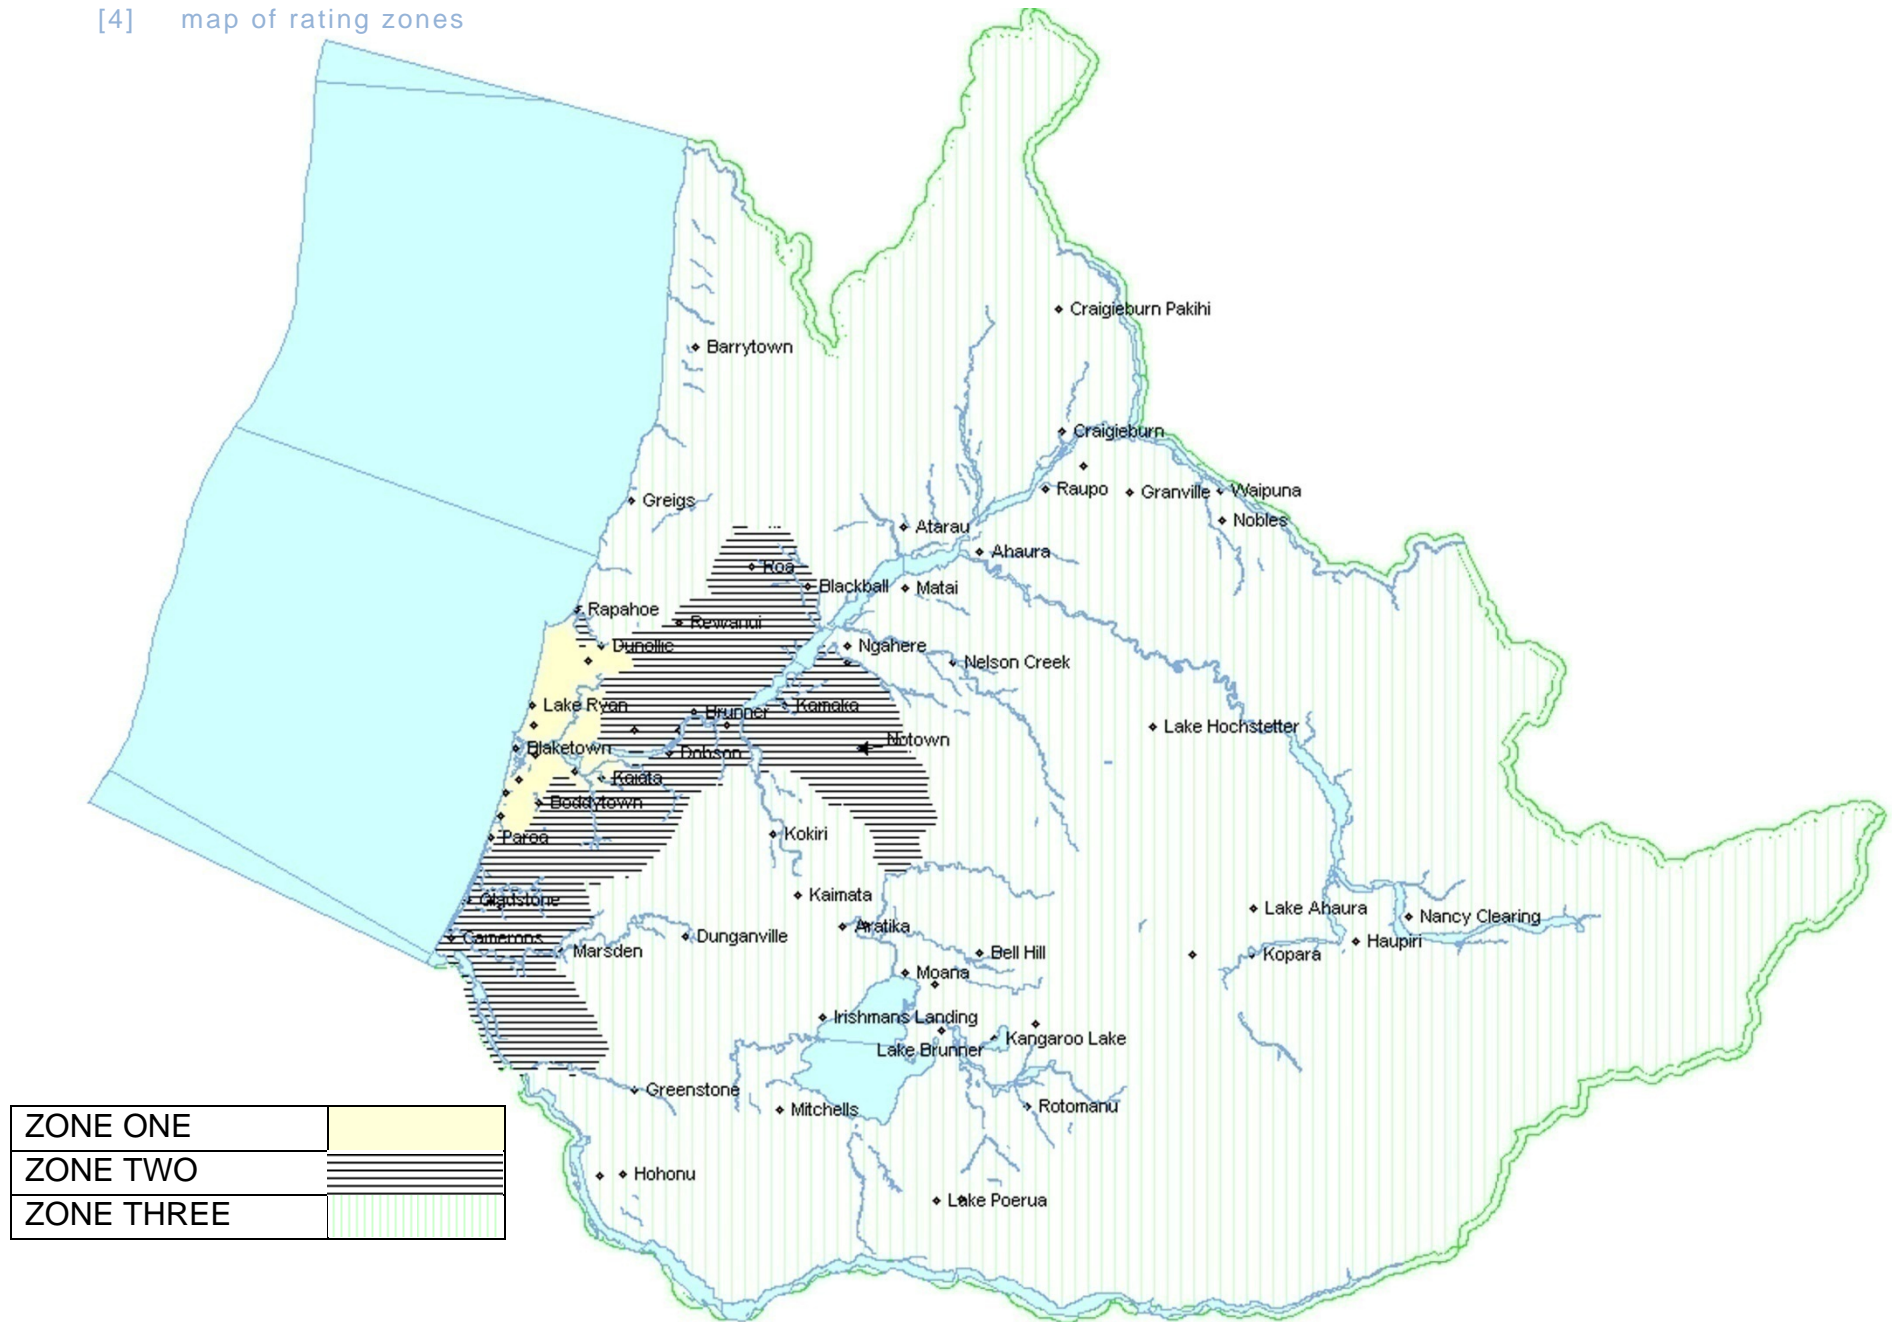 [4] map of rating zones
Craigieburn Pakihi
Barrytown
Craigieburn
Raupo
Granville
Waipuna
Greigs
Nobles
Atarau
Ahaura
Roa
Blackball
Matai
Rapahoe
Rewanui
Dunollie
Ngahere
Nelson Creek
Lake Ryan
Brunner
Kamaka
Lake Hochstetter
Notown
Blaketown
Dobson
Kaiata
Boddytown
Paroa
Kokiri
Kaimata
Gladstone
Lake Ahaura
Nancy Clearing
Aratika
Camerons
Dunganville
Haupiri
Marsden
Bell Hill
Kopara
Moana
Irishmans Landing
Kangaroo Lake
Lake Brunner
Greenstone
Mitchells
Rotomanu
ZONE ONE
ZONE TWO
Hohonu
Lake Poerua
ZONE THREE